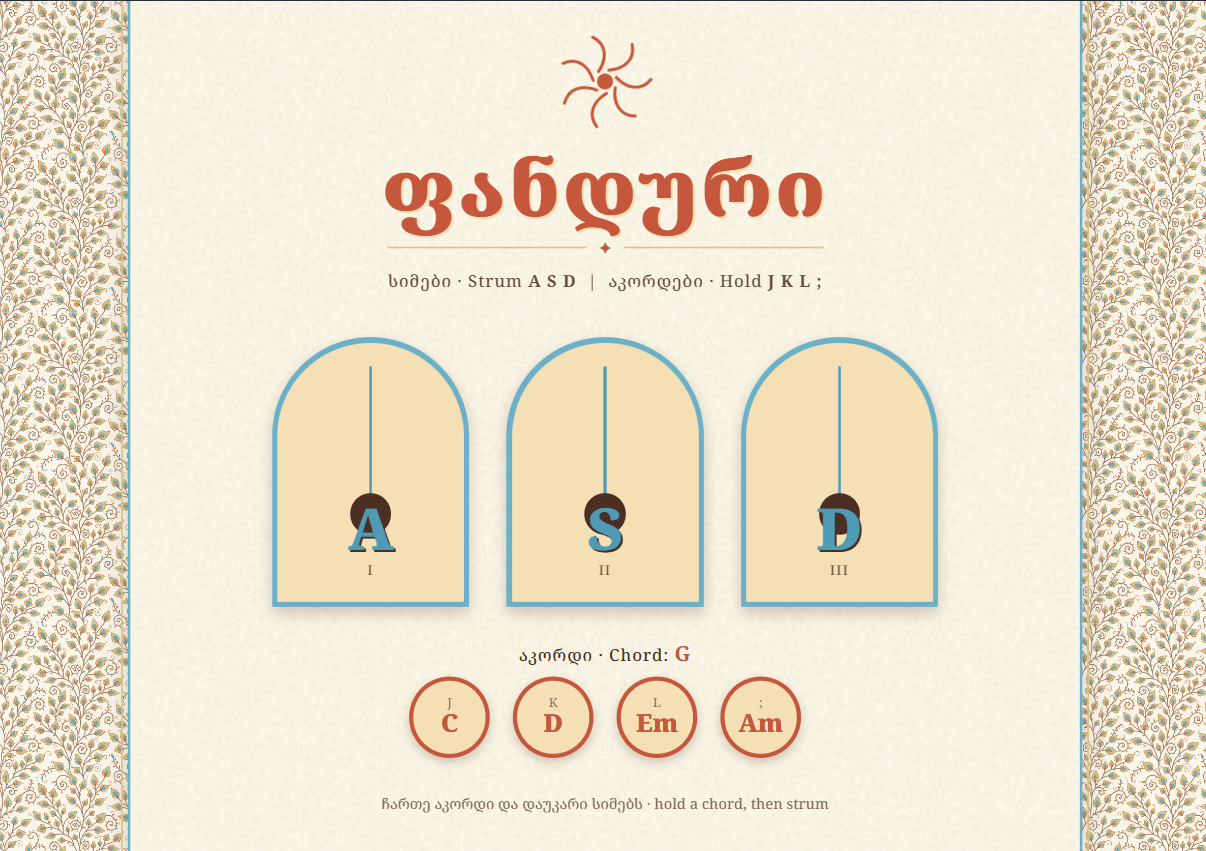 ფანდური
სიმები · Strum A S D | აკორდები · Hold J K L ;
A
I
S
II
D
III
აკორდი · Chord: G
J
C
K
D
L
Em
;
Am
ჩართე აკორდი და დაუკარი სიმებს · hold a chord, then strum